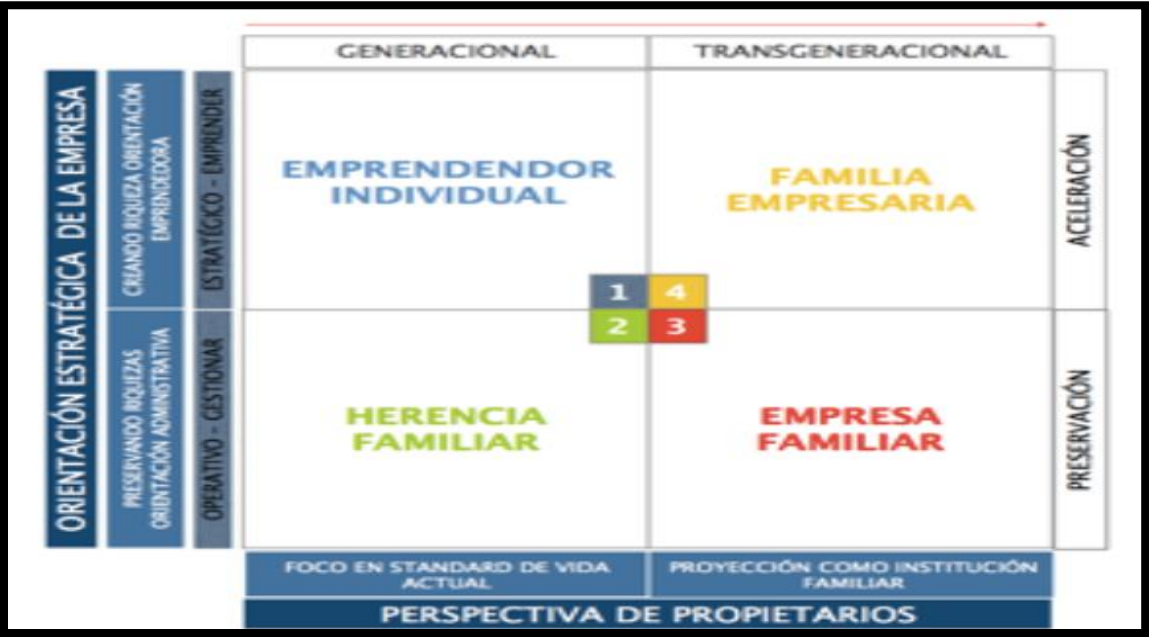 GENERACIONAL
TRANSGENERACIONAL
ORIENTACIÓN ESTRATÉGICA DE LA EMPRESA
CREANDO RIQUEZA ORIENTACIÓN
EMPRENDEDORA
ESTRATÉGICO - EMPRENDER
EMPRENDENDOR
INDIVIDUAL
FAMILIA
EMPRESARIA
ACELERACIÓN
1
4
2
3
PRESERVANDO RIQUEZAS
ORIENTACIÓN ADMINISTRATIVA
OPERATIVO - GESTIONAR
HERENCIA
FAMILIAR
EMPRESA
FAMILIAR
PRESERVACIÓN
FOCO EN STANDARD DE VIDA
ACTUAL
PROYECCIÓN COMO INSTITUCIÓN
FAMILIAR
PERSPECTIVA DE PROPIETARIOS